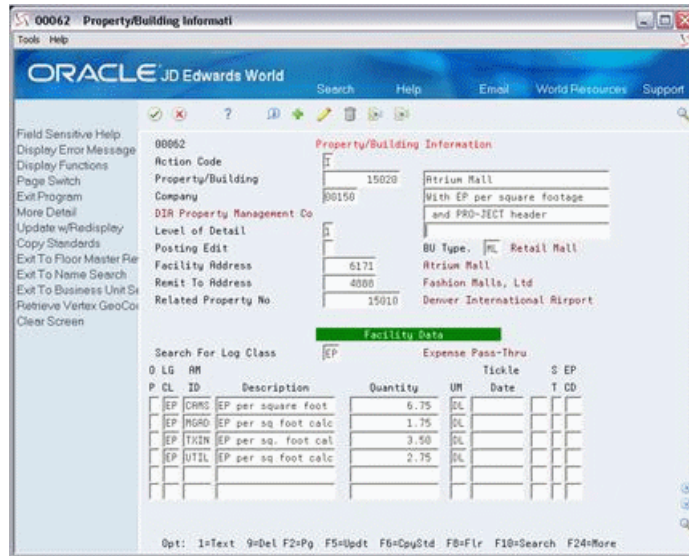 00062 Property/Building Informati
Tools Help
ORACLE JD Edwards World
Search Help Email World Resources Support
Field Sensitive Help
Display Error Message
Display Functions
Page Switch
Exit Program
More Detail
Update w/Redisplay
Copy Standards
Exit To Floor Master Re
Exit To Name Search
Exit To Business Unit Se
Retrieve Vertex GeoCo
Clear Screen
00062 Property/Building Information
Action Code I
Property/Building 15020 Atrium Mall
Company 00150 With EP per square footage
DIR Property Management Co and PRO-JECT header
Level of Detail 1
Posting Edit BU Type. ML Retail Mall
Facility Address 6171 Atrium Mall
Remit To Address 4888 Fashion Malls, Ltd
Related Property No 15010 Denver International Airport
Facility Data
Search For Log Class EP Expense Pass-Thru
O LG AM Tickle S EP
P CL ID Description Quantity UM Date T CD
EP CAMS EP per square foot 6.75 DL
EP MGAD EP per sq foot calc 1.75 DL
EP TXIN EP per sq. foot cal 3.50 DL
EP UTIL EP per sq foot calc 2.75 DL
Opt: 1=Text 9=Del F2=Pg F5=Updt F6=CpyStd F8=Flr F10=Search F24=More